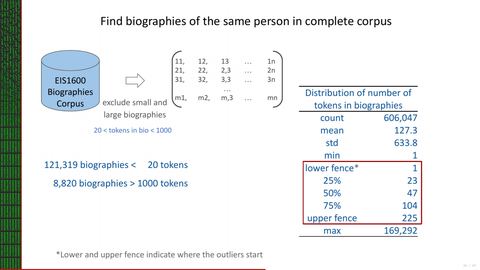 Find biographies of the same person in complete corpus
EIS1600
Biographies
Corpus
exclude small and
large biographies
20 < tokens in bio < 1000
11, 12, 13 ... 1n
21, 22, 2,3 ... 2n
31, 32, 3,3 ... 3n
...
m1, m2, m,3 ... mn
121,319 biographies < 20 tokens
8,820 biographies > 1000 tokens
Distribution of number of
tokens in biographies
count 606,047
mean 127.3
std 633.8
min 1
lower fence* 1
25% 23
50% 47
75% 104
upper fence 225
max 169,292
*Lower and upper fence indicate where the outliers start